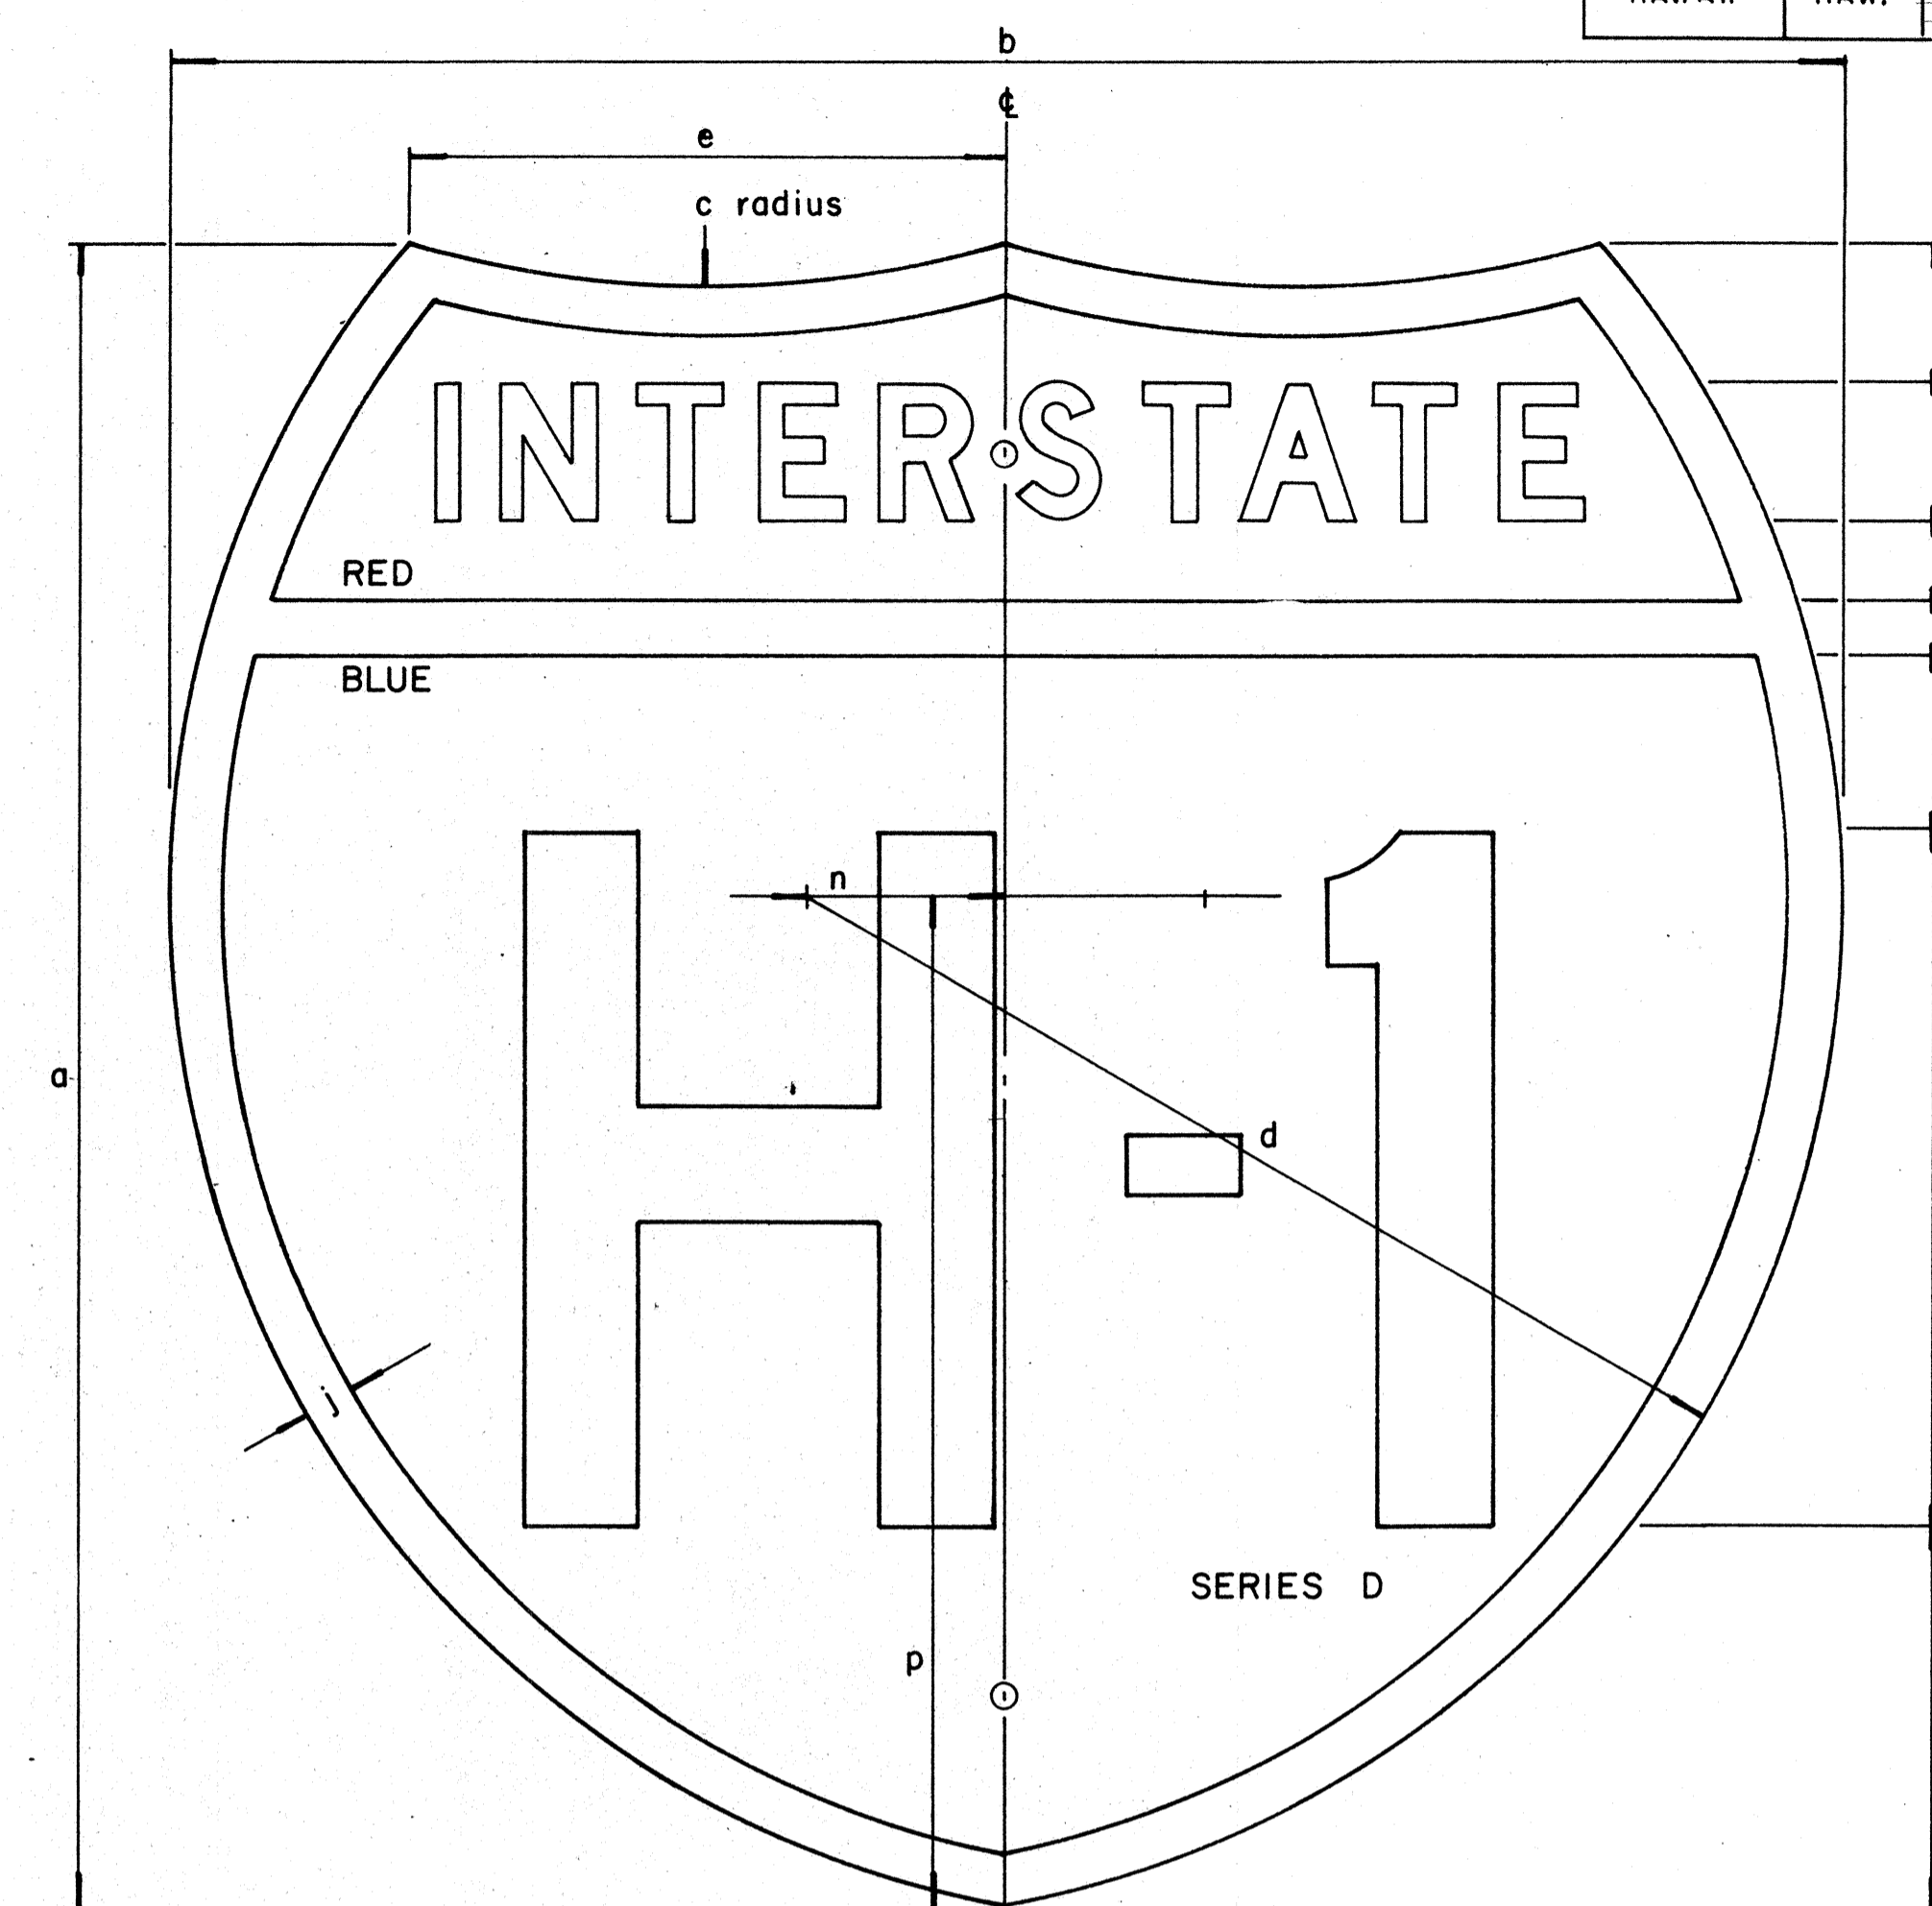 b
℄
e
c radius
INTERSTATE
RED
BLUE
n
H-1
a
d
j
SERIES D
p